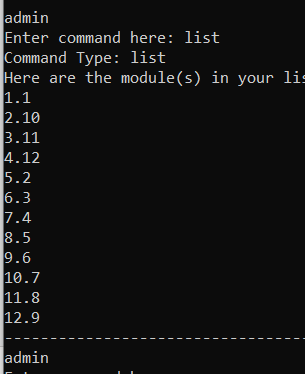 admin
Enter command here: list
Command Type: list
Here are the module(s) in your
1.1
2.10
3.11
4.12
5.2
6.3
7.4
8.5
9.6
10.7
11.8
12.9
-----------------------------------
admin